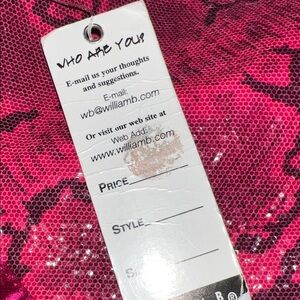 WHO ARE YOU?
E-mail us your thoughts
and suggestions.
E-mail:
wb@williamb.com
Or visit our web site at
Web Add:
www.williamb.com
PRICE
STYLE
S
B®